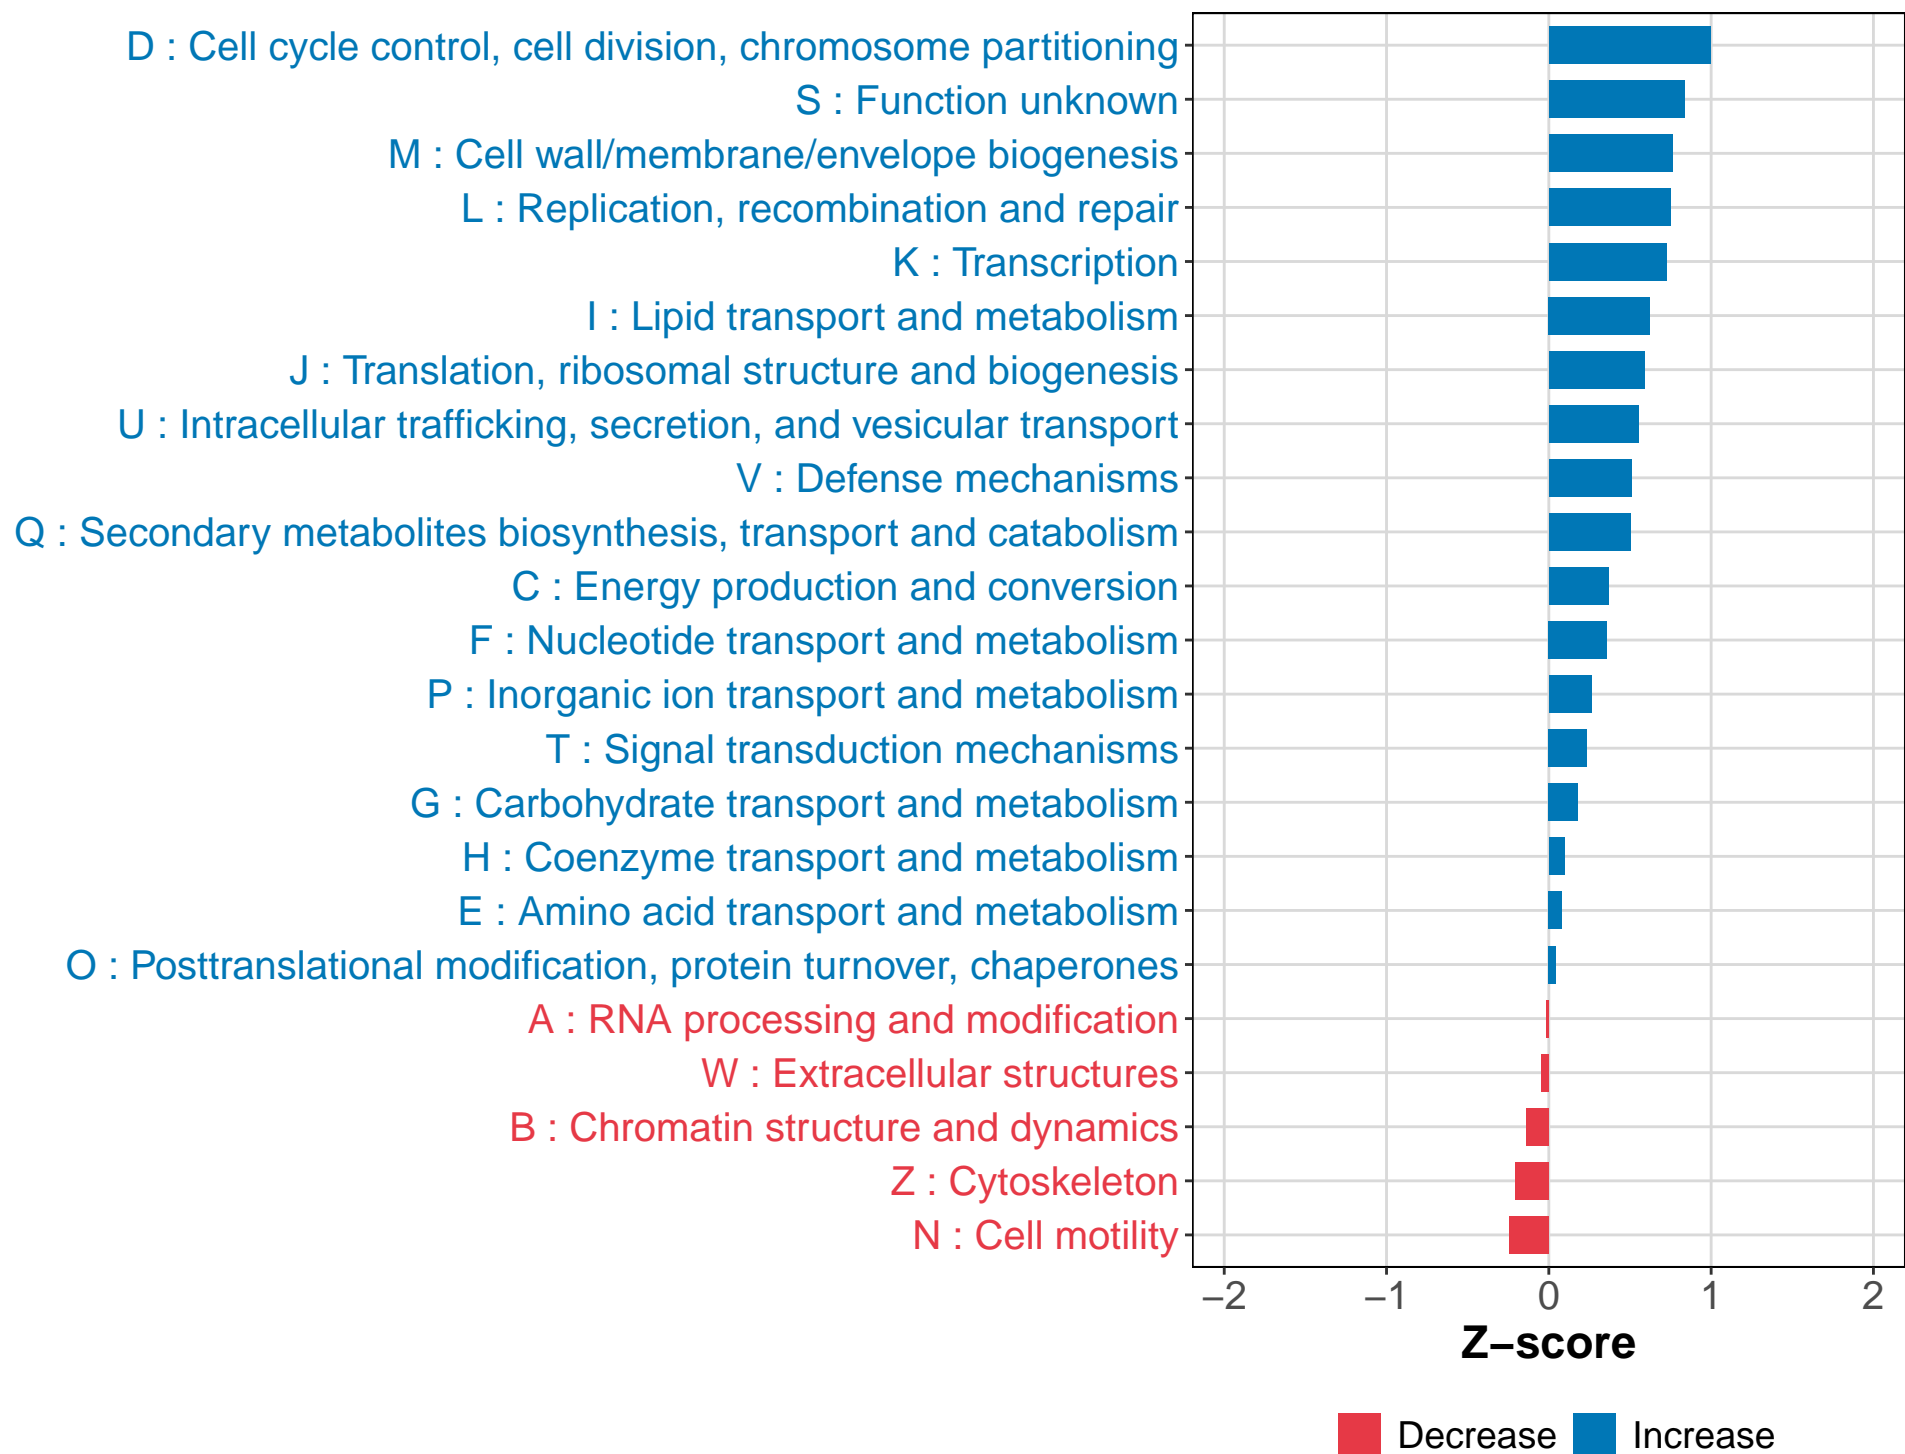 D : Cell cycle control, cell division, chromosome partitioning
S : Function unknown
M : Cell wall/membrane/envelope biogenesis
L : Replication, recombination and repair
K : Transcription
I : Lipid transport and metabolism
J : Translation, ribosomal structure and biogenesis
U : Intracellular trafficking, secretion, and vesicular transport
V : Defense mechanisms
Q : Secondary metabolites biosynthesis, transport and catabolism
C : Energy production and conversion
F : Nucleotide transport and metabolism
P : Inorganic ion transport and metabolism
T : Signal transduction mechanisms
G : Carbohydrate transport and metabolism
H : Coenzyme transport and metabolism
E : Amino acid transport and metabolism
O : Posttranslational modification, protein turnover, chaperones
A : RNA processing and modification
W : Extracellular structures
B : Chromatin structure and dynamics
Z : Cytoskeleton
N : Cell motility
−2 −1 0 1 2
Z−score
Decrease Increase